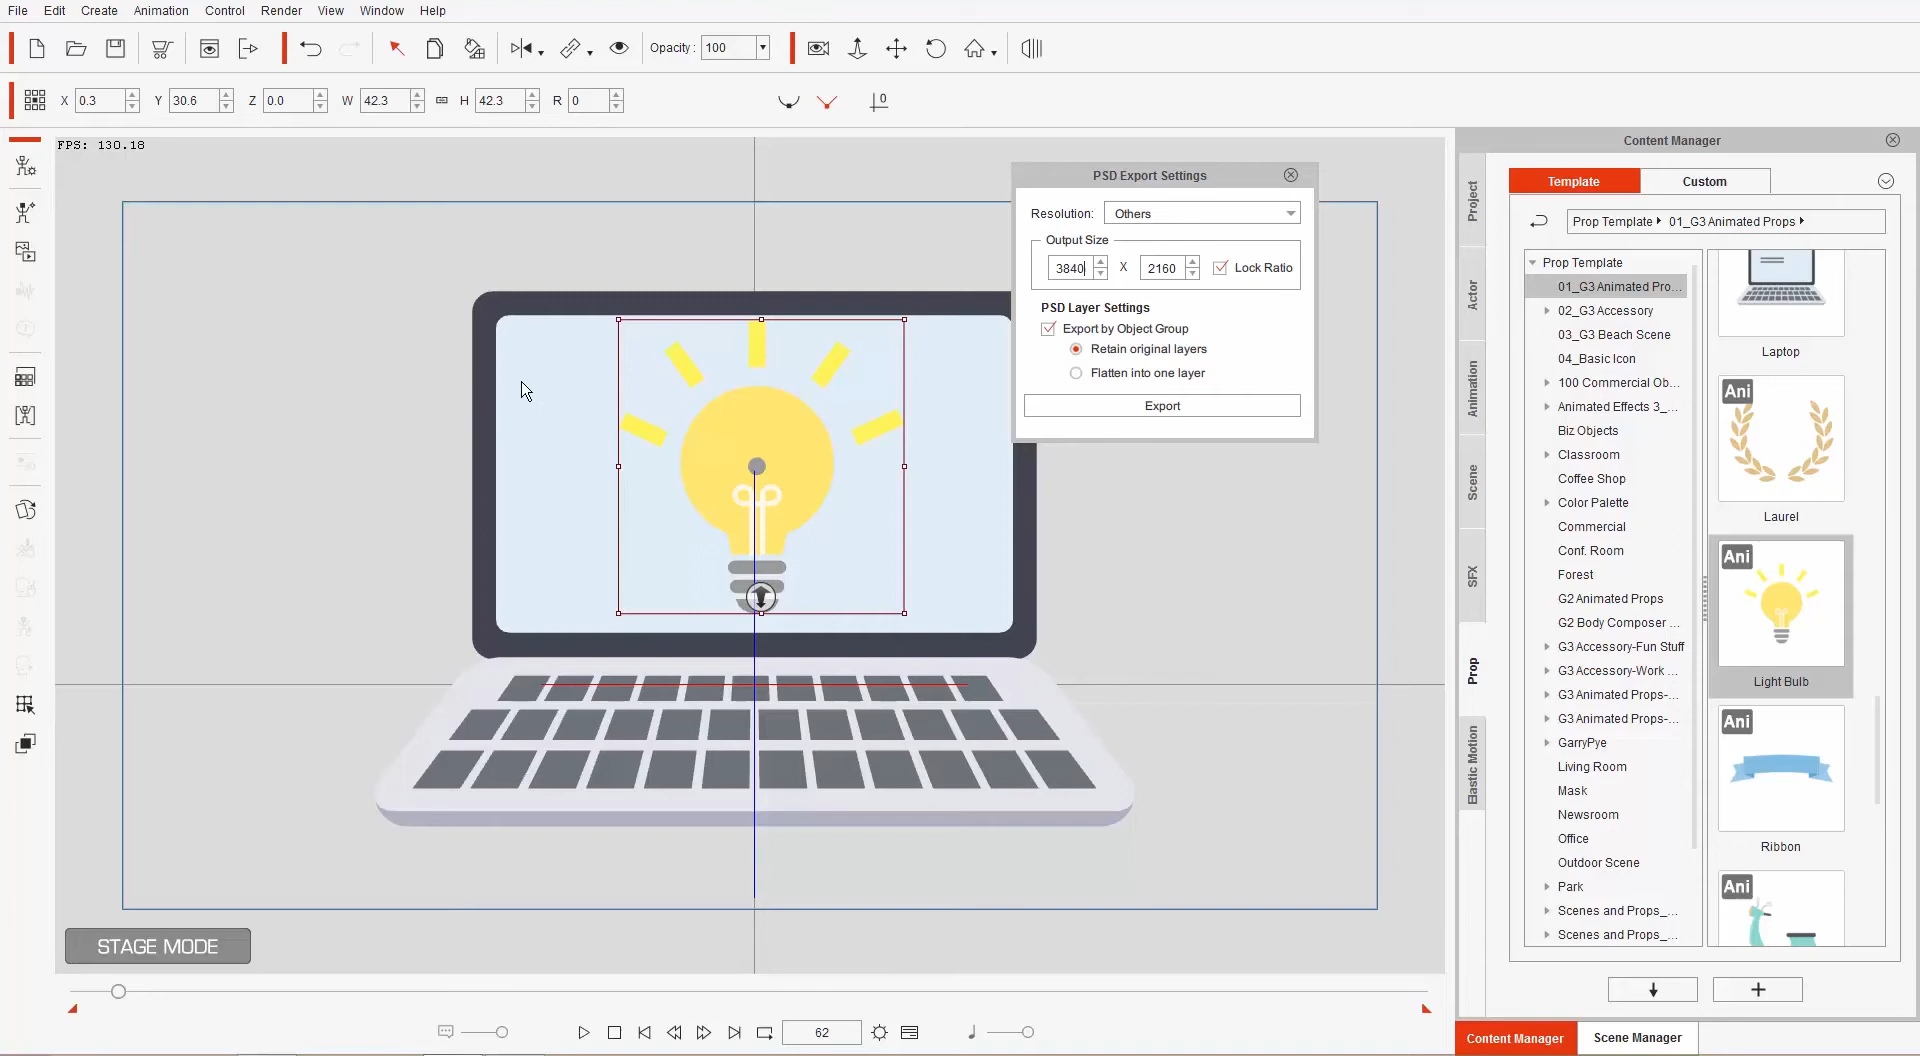 File Edit Create Animation Control Render View Window Help
Opacity : 100
X 0.3 Y 30.6 Z 0.0 W 42.3 H 42.3 R 0
0
FPS: 130.18
PSD Export Settings
Resolution: Others
Output Size
3840 X 2160 Lock Ratio
PSD Layer Settings
Export by Object Group
Retain original layers
Flatten into one layer
Export
STAGE MODE
62
Content Manager
Project
Actor
Animation
Scene
SFX
Prop
Elastic Motion
Template Custom
Prop Template 01_G3 Animated Props
Prop Template
01_G3 Animated Pro...
02_G3 Accessory
03_G3 Beach Scene
04_Basic Icon
100 Commercial Ob...
Animated Effects 3_...
Biz Objects
Classroom
Coffee Shop
Color Palette
Commercial
Conf. Room
Forest
G2 Animated Props
G2 Body Composer ...
G3 Accessory-Fun Stuff
G3 Accessory-Work ...
G3 Animated Props-...
G3 Animated Props-...
GarryPye
Living Room
Mask
Newsroom
Office
Outdoor Scene
Park
Scenes and Props_...
Scenes and Props_...
Laptop
Ani
Laurel
Ani
Light Bulb
Ani
Ribbon
Ani
Content Manager Scene Manager